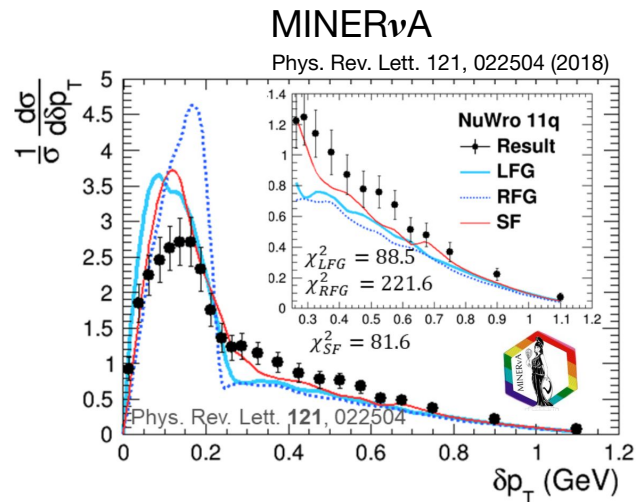 MINERνA
Phys. Rev. Lett. 121, 022504 (2018)
1/σ dσ/dδp_T
5
4.5
4
3.5
3
2.5
2
1.5
1
0.5
0
0
0.2
0.4
0.6
0.8
1
1.2
δp_T (GeV)
1.4
1.2
1
0.8
0.6
0.4
0.2
0.3
0.4
0.5
0.6
0.7
0.8
0.9
1
1.1
1.2
NuWro 11q
Result
LFG
RFG
SF
χ²_LFG = 88.5
χ²_RFG = 221.6
χ²_SF = 81.6
MINERvA
Phys. Rev. Lett. 121, 022504